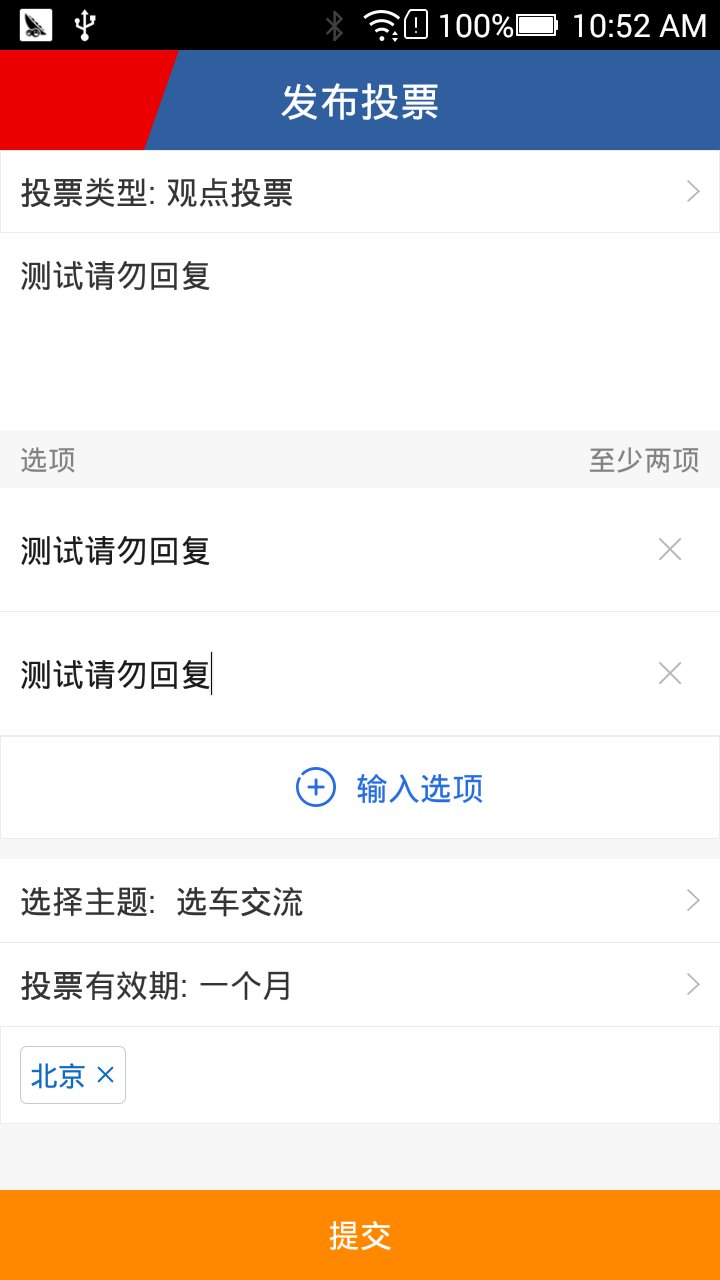 100% 10:52 AM
发布投票
投票类型: 观点投票
测试请勿回复
选项 至少两项
测试请勿回复
测试请勿回复
输入选项
选择主题: 选车交流
投票有效期: 一个月
北京 ×
提交